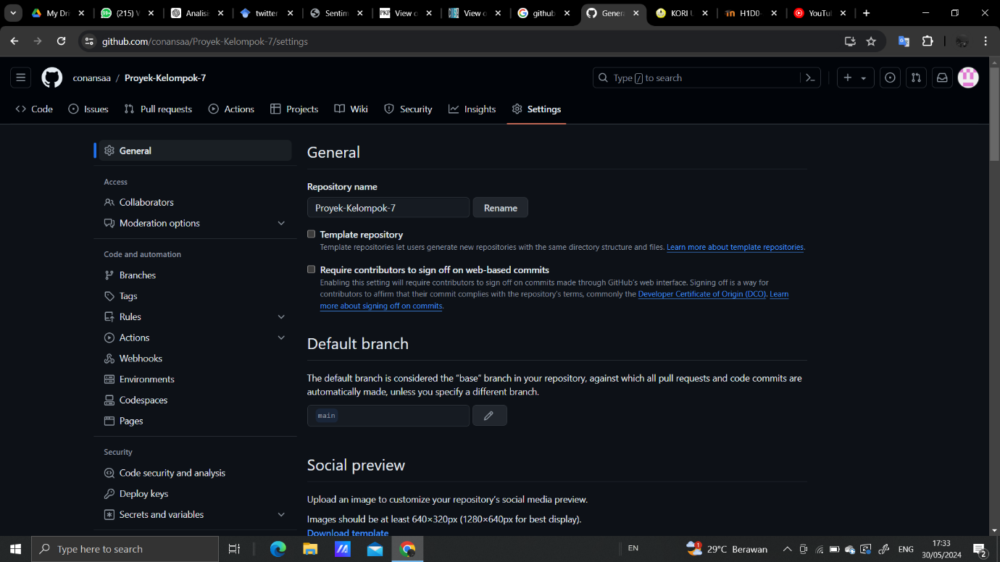 My Dri
99+ (215) W
Analisi
twitter
Sentim
PKP View o
View o
github
Genera
KORI U
H1D0-
YouTu
github.com/conansaa/Proyek-Kelompok-7/settings
conansaa / Proyek-Kelompok-7
Type / to search
Code
Issues
Pull requests
Actions
Projects
Wiki
Security
Insights
Settings
General
Access
Collaborators
Moderation options
Code and automation
Branches
Tags
Rules
Actions
Webhooks
Environments
Codespaces
Pages
Security
Code security and analysis
Deploy keys
Secrets and variables
General
Repository name
Proyek-Kelompok-7 Rename
Template repository
Template repositories let users generate new repositories with the same directory structure and files. Learn more about template repositories.
Require contributors to sign off on web-based commits
Enabling this setting will require contributors to sign off on commits made through GitHub's web interface. Signing off is a way for
contributors to affirm that their commit complies with the repository's terms, commonly the Developer Certificate of Origin (DCO). Learn
more about signing off on commits.
Default branch
The default branch is considered the "base" branch in your repository, against which all pull requests and code commits are
automatically made, unless you specify a different branch.
main
Social preview
Upload an image to customize your repository's social media preview.
Images should be at least 640×320px (1280×640px for best display).
Download template
Type here to search
EN
1
29°C Berawan
ENG
17:33
30/05/2024
2